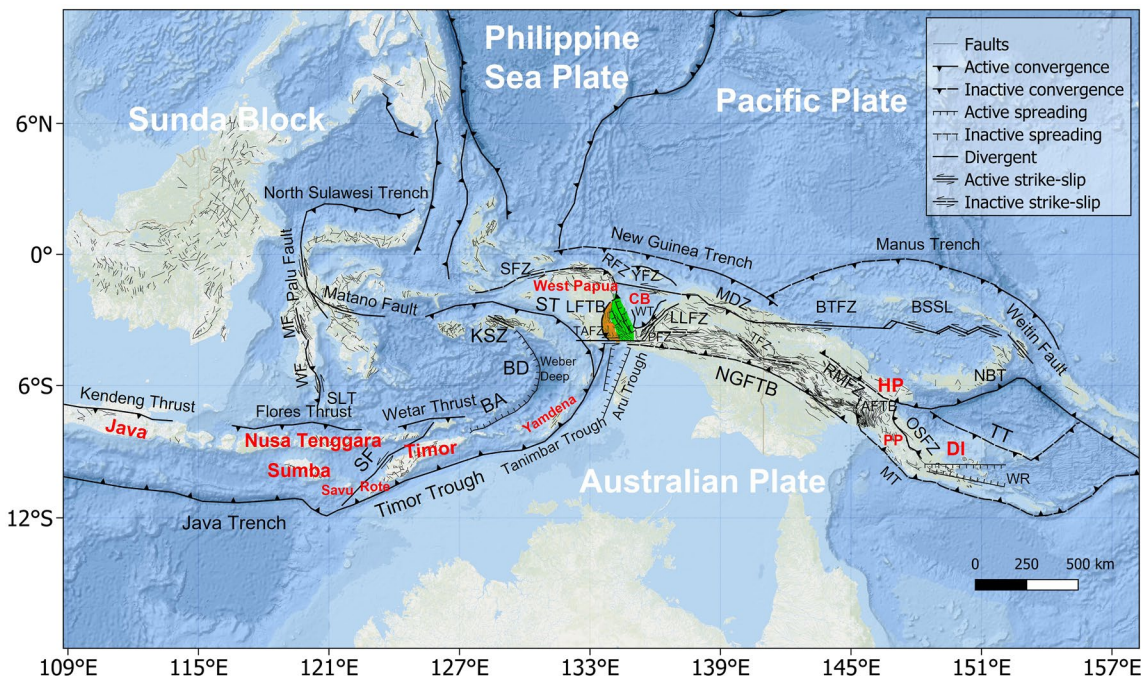 Philippine
Sea Plate
Pacific Plate
Sunda Block
Faults
Active convergence
Inactive convergence
Active spreading
Inactive spreading
Divergent
Active strike-slip
Inactive strike-slip
6°N
0°
6°S
12°S
North Sulawesi Trench
New Guinea Trench
Manus Trench
SFZ
RFZ
YFZ
West Papua
MDZ
Palu Fault
Matano Fault
MF
WF
ST
LFTB
CB
WT
LLFZ
BTFZ
BSSL
Weitin Fault
KSZ
TAFZ
PFZ
BD
Weber
Deep
BA
Yamdena
Aru Trough
NGFTB
RMFZ
HP
NBT
AFTB
SLT
Kendeng Thrust
Flores Thrust
Wetar Thrust
Java
Nusa Tenggara
Timor
Tanimbar Trough
OSFZ
TT
PP
DI
Sumba
SF
Savu
Rote
Timor Trough
Australian Plate
MT
WR
Java Trench
0
250
500 km
109°E
115°E
121°E
127°E
133°E
139°E
145°E
151°E
157°E